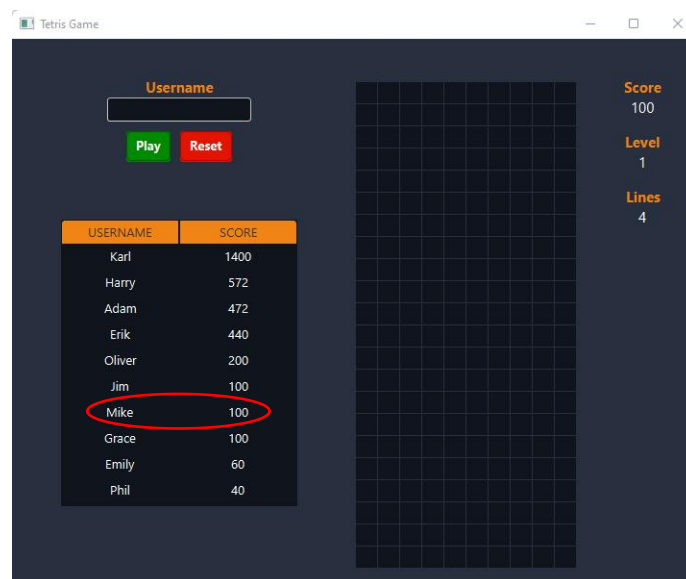 Tetris Game
Username
Play Reset
USERNAME SCORE
Karl 1400
Harry 572
Adam 472
Erik 440
Oliver 200
Jim 100
Mike 100
Grace 100
Emily 60
Phil 40
Score
100
Level
1
Lines
4